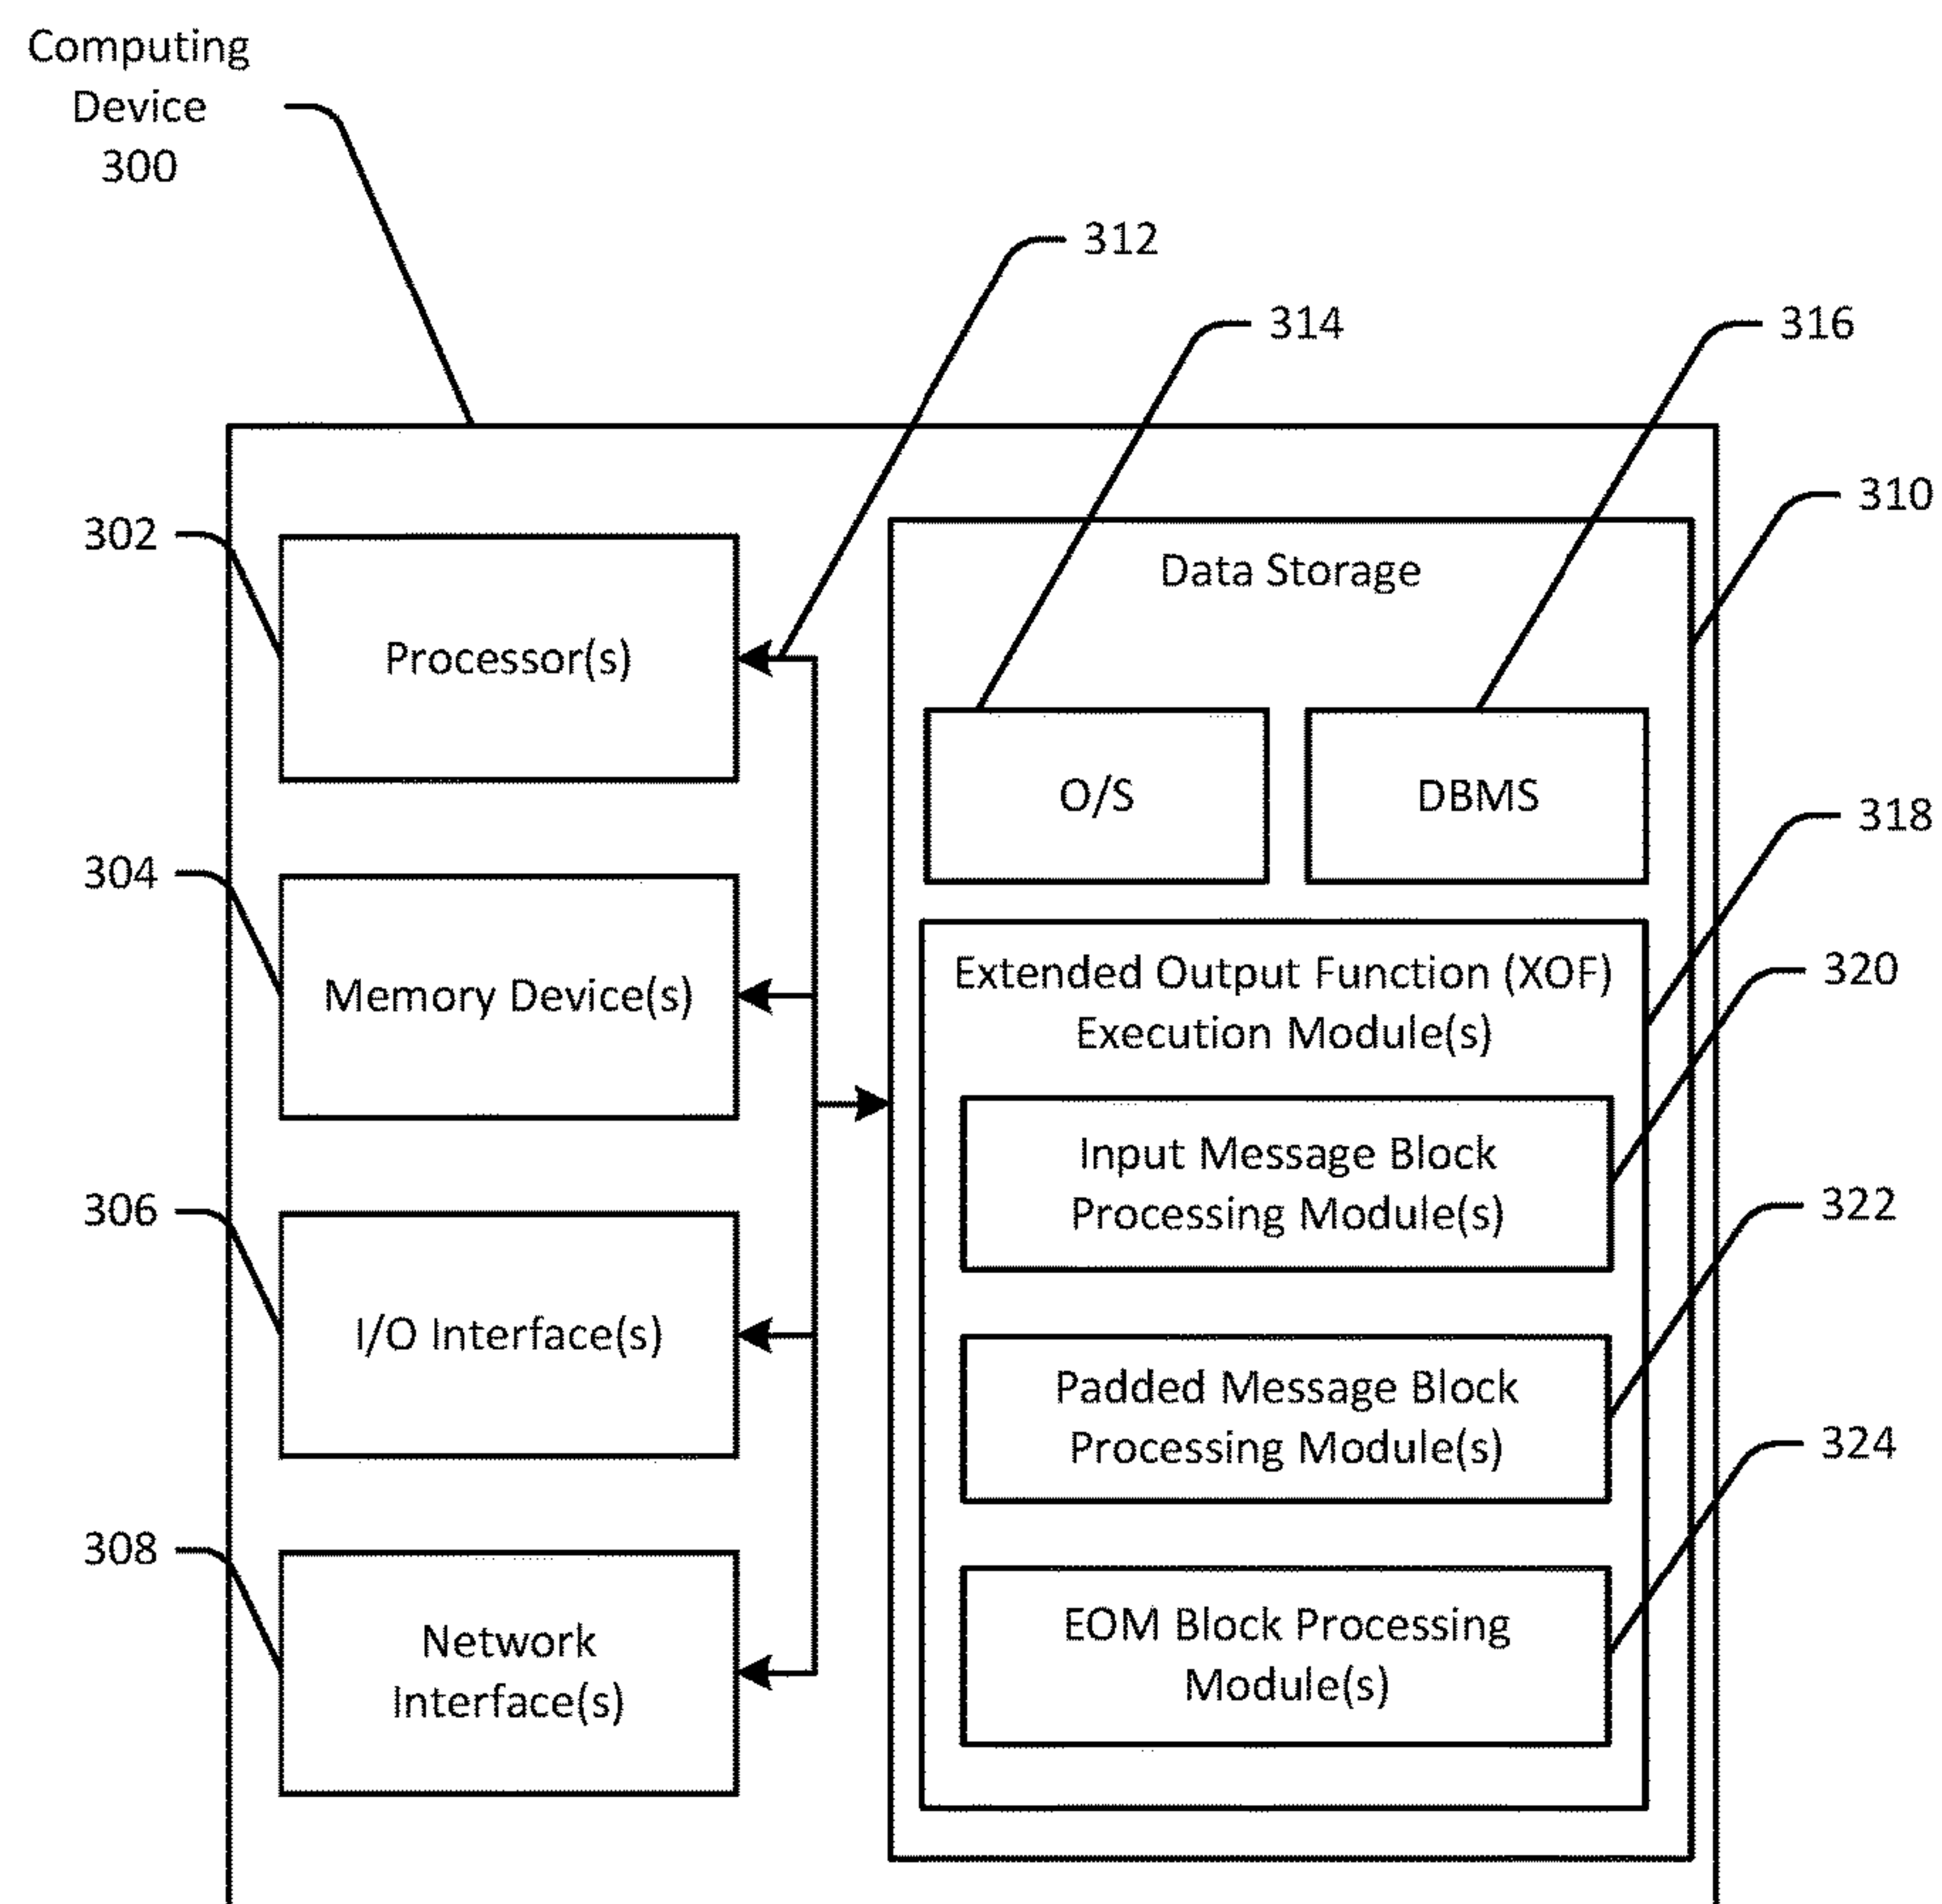 Computing
Device
300
312
314
316
310
302
Data Storage
Processor(s)
O/S
DBMS
318
304
Memory Device(s)
Extended Output Function (XOF)
Execution Module(s)
320
Input Message Block
Processing Module(s)
306
322
I/O Interface(s)
Padded Message Block
Processing Module(s)
324
308
Network
Interface(s)
EOM Block Processing
Module(s)